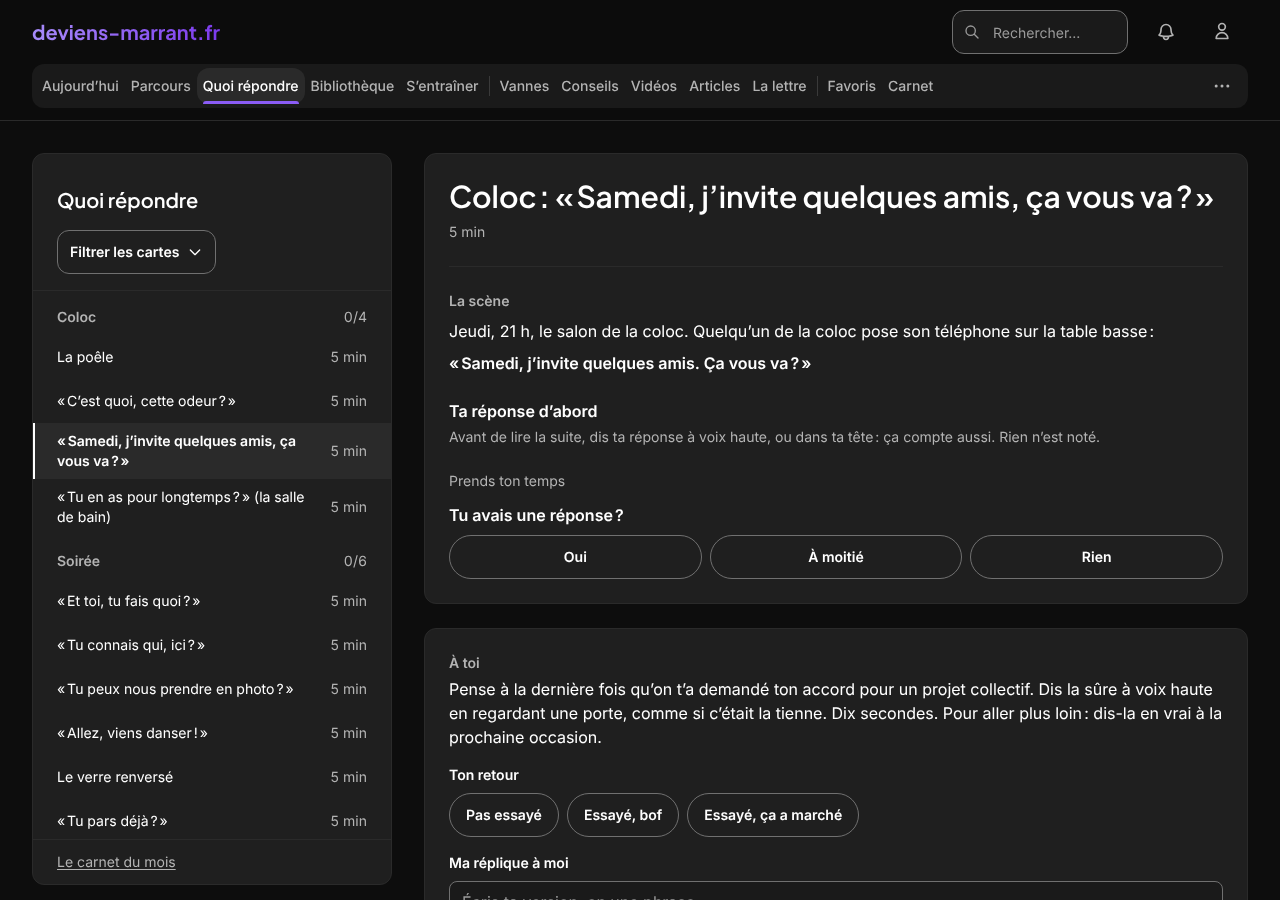 deviens-marrant.fr
Rechercher…
Aujourd’hui Parcours Quoi répondre Bibliothèque S’entraîner Vannes Conseils Vidéos Articles La lettre Favoris Carnet
Quoi répondre
Filtrer les cartes
Coloc 0/4
La poêle 5 min
« C’est quoi, cette odeur ? » 5 min
« Samedi, j’invite quelques amis, ça
vous va ? » 5 min
« Tu en as pour longtemps ? » (la salle
de bain) 5 min
Soirée 0/6
« Et toi, tu fais quoi ? » 5 min
« Tu connais qui, ici ? » 5 min
« Tu peux nous prendre en photo ? » 5 min
« Allez, viens danser ! » 5 min
Le verre renversé 5 min
« Tu pars déjà ? » 5 min
Le carnet du mois
Coloc : « Samedi, j’invite quelques amis, ça vous va ? »
5 min
La scène
Jeudi, 21 h, le salon de la coloc. Quelqu’un de la coloc pose son téléphone sur la table basse :
« Samedi, j’invite quelques amis. Ça vous va ? »
Ta réponse d’abord
Avant de lire la suite, dis ta réponse à voix haute, ou dans ta tête : ça compte aussi. Rien n’est noté.
Prends ton temps
Tu avais une réponse ?
Oui À moitié Rien
À toi
Pense à la dernière fois qu’on t’a demandé ton accord pour un projet collectif. Dis la sûre à voix haute
en regardant une porte, comme si c’était la tienne. Dix secondes. Pour aller plus loin : dis-la en vrai à la
prochaine occasion.
Ton retour
Pas essayé Essayé, bof Essayé, ça a marché
Ma réplique à moi
Écris ta version, en une phrase